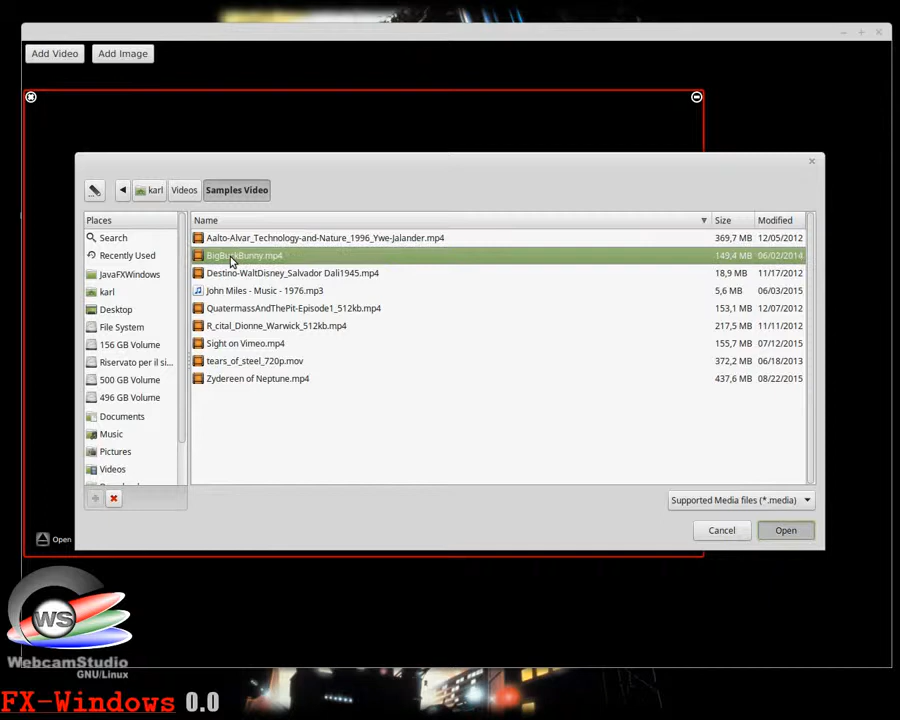 Add Video Add Image
karl Videos Samples Video
Places Name Size Modified
Search Aalto-Alvar_Technology-and-Nature_1996_Ywe-Jalander.mp4 369,7 MB 12/05/2012
Recently Used BigBuckBunny.mp4 149,4 MB 06/02/2014
JavaFXWindows Destino-WaltDisney_Salvador Dali1945.mp4 18,9 MB 11/17/2012
karl John Miles - Music - 1976.mp3 5,6 MB 06/03/2015
Desktop QuatermassAndThePit-Episode1_512kb.mp4 153,1 MB 12/07/2012
File System R_cital_Dionne_Warwick_512kb.mp4 217,5 MB 11/11/2012
156 GB Volume Sight on Vimeo.mp4 155,7 MB 07/12/2015
Riservato per il si... tears_of_steel_720p.mov 372,2 MB 06/18/2013
500 GB Volume Zydereen of Neptune.mp4 437,6 MB 08/22/2015
496 GB Volume
Documents
Music
Pictures
Videos
Supported Media files (*.media)
Cancel Open
Open
WS
WebcamStudio
GNU/Linux
FX-Windows 0.0